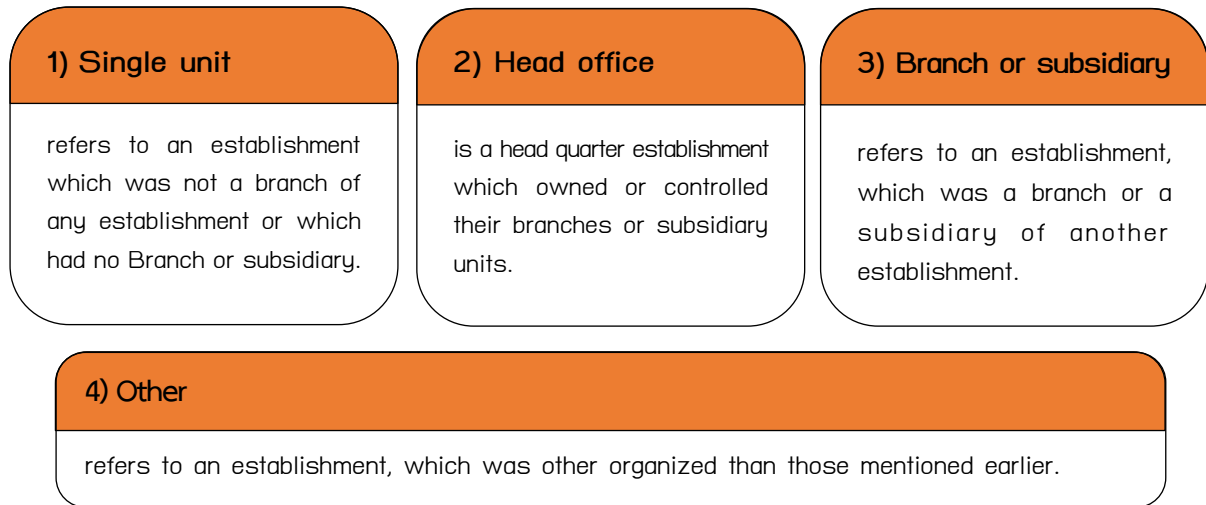 1) Single unit
refers to an establishment
which was not a branch of
any establishment or which
had no Branch or subsidiary.
2) Head office
is a head quarter establishment
which owned or controlled
their branches or subsidiary
units.
3) Branch or subsidiary
refers to an establishment,
which was a branch or a
subsidiary of another
establishment.
4) Other
refers to an establishment, which was other organized than those mentioned earlier.